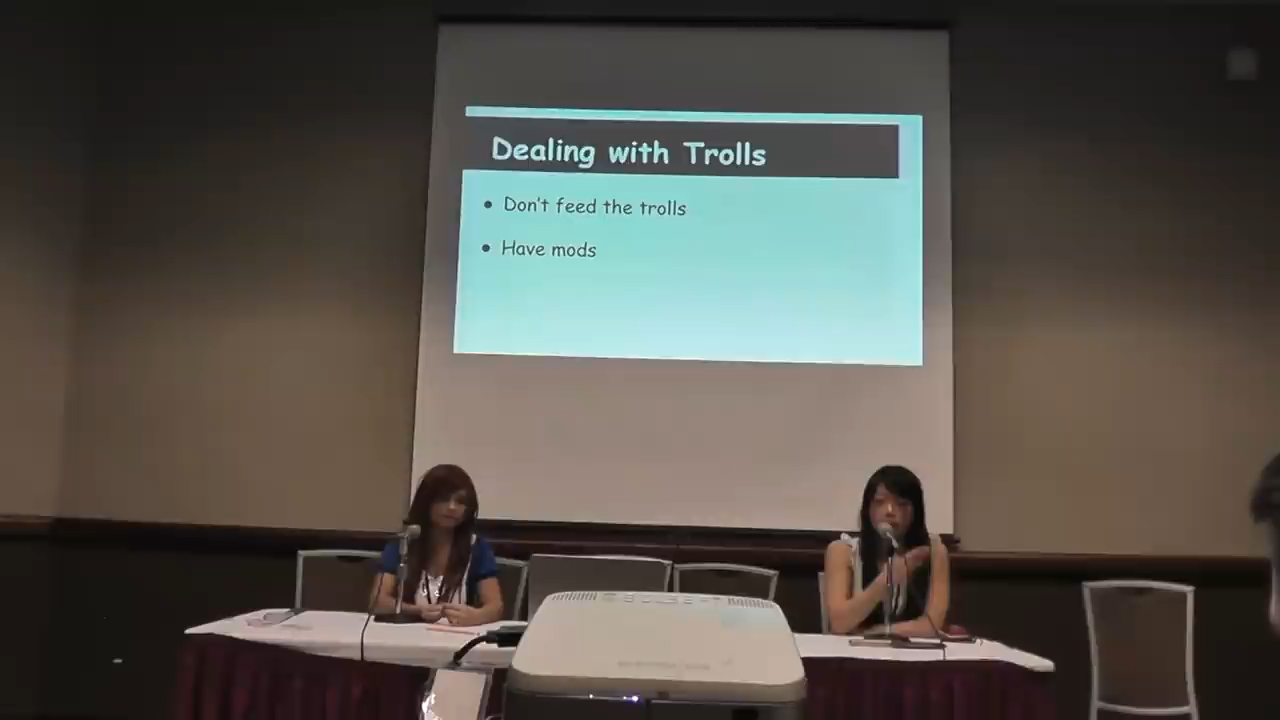 Dealing with Trolls
• Don't feed the trolls
• Have mods